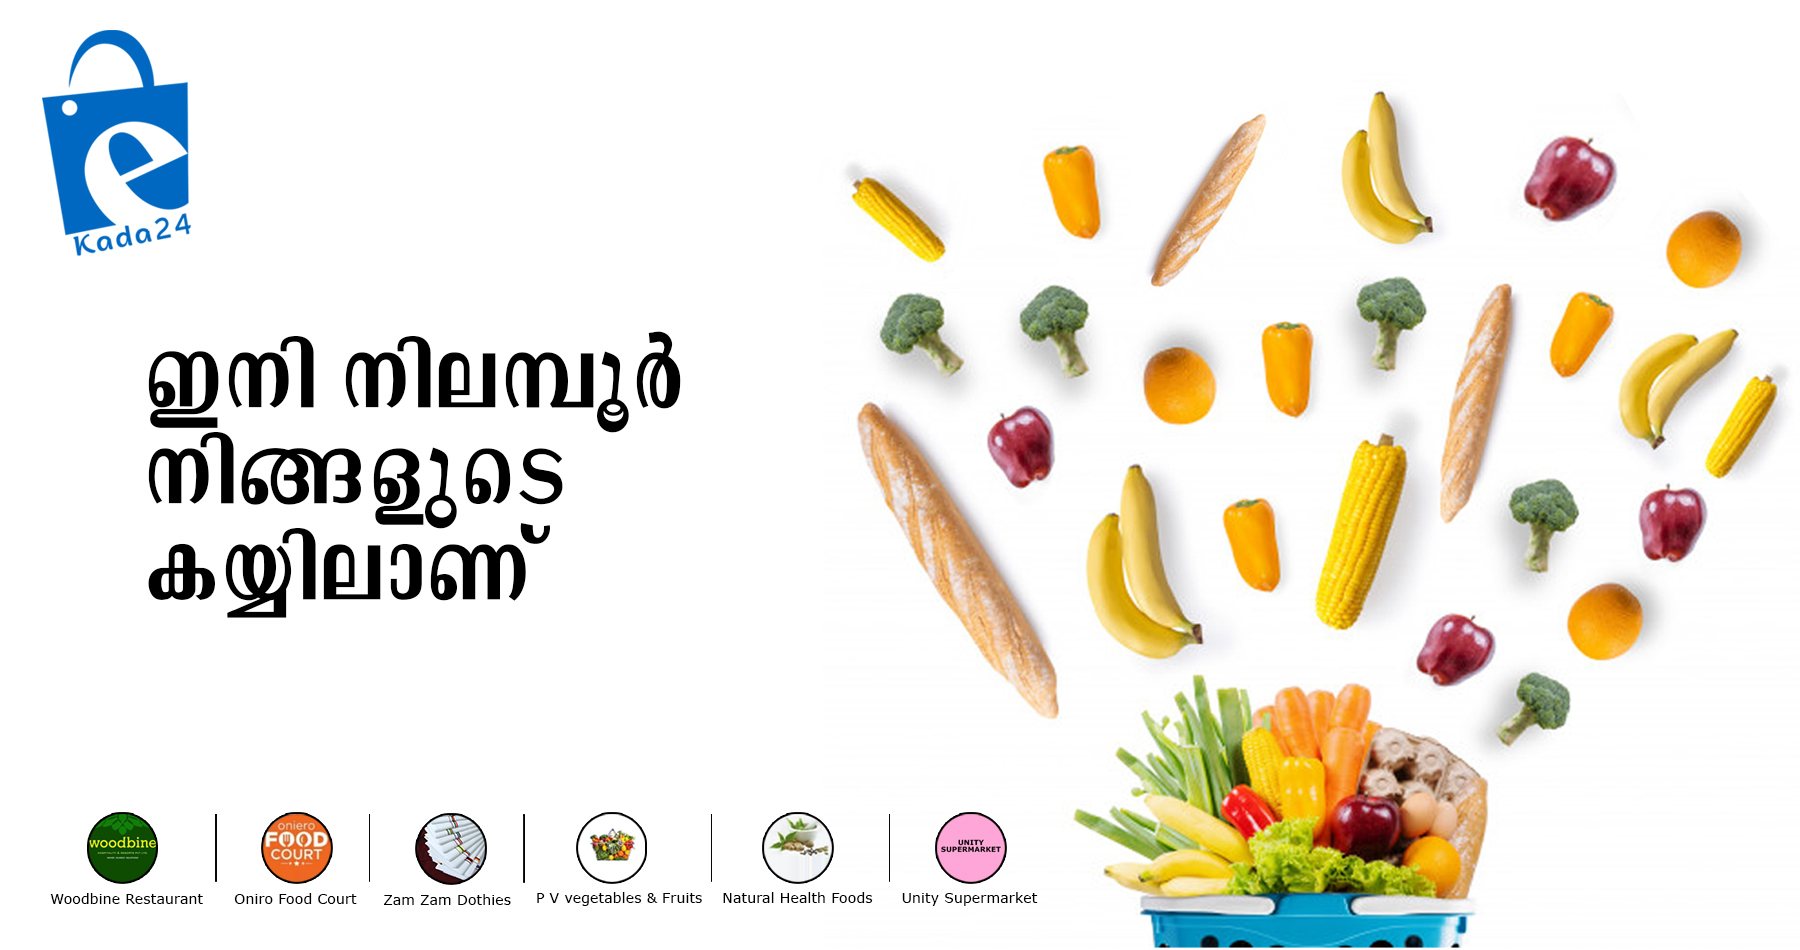 e
Kada24
ഇനി നിലമ്പൂർ
നിങ്ങളുടെ
കയ്യിലാണ്
woodbine
oniero
FOOD
COURT
UNITY
SUPERMARKET
Woodbine Restaurant
Oniro Food Court
Zam Zam Dothies
P V vegetables & Fruits
Natural Health Foods
Unity Supermarket